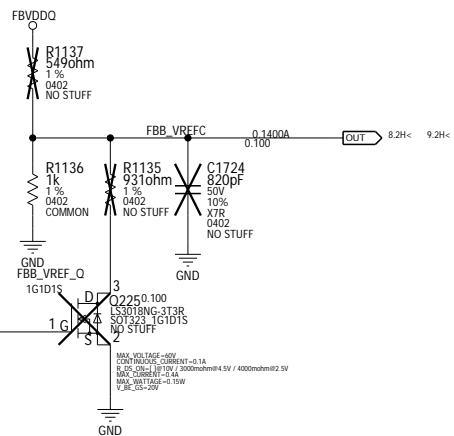 FBVDDQ
R1137
549ohm
1 %
0402
NO STUFF
FBB_VREFC
0.1400A
0.100
OUT
8.2H<
9.2H<
R1136
1k
1 %
0402
COMMON
R1135
931ohm
1 %
0402
NO STUFF
C1724
820pF
50V
10%
X7R
0402
NO STUFF
GND
GND
FBB_VREF_Q
1G1D1S
3
D
Q225
0.100
LS3018NG-3T3R
SOT323_1G1D1S
NO STUFF
1
G
S
2
MAX_VOLTAGE=60V
CONTINUOUS_CURRENT=0.1A
R_DS_ON=[ ]@10V / 3000mohm@4.5V / 4000mohm@2.5V
MAX_CURRENT=0.4A
MAX_WATTAGE=0.15W
V_BE_GS=20V
GND